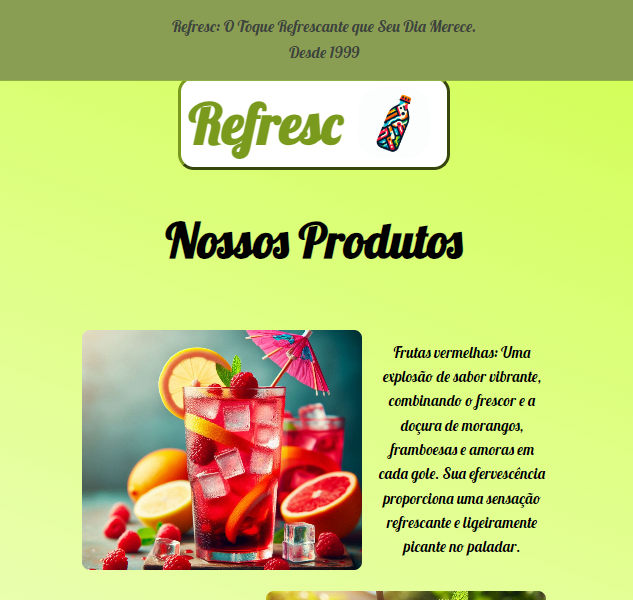 Refresc: O Toque Refrescante que Seu Dia Merece.
Desde 1999
Refresc
Nossos Produtos
Frutas vermelhas: Uma
explosão de sabor vibrante,
combinando o frescor e a
doçura de morangos,
framboesas e amoras em
cada gole. Sua efervescência
proporciona uma sensação
refrescante e ligeiramente
picante no paladar.